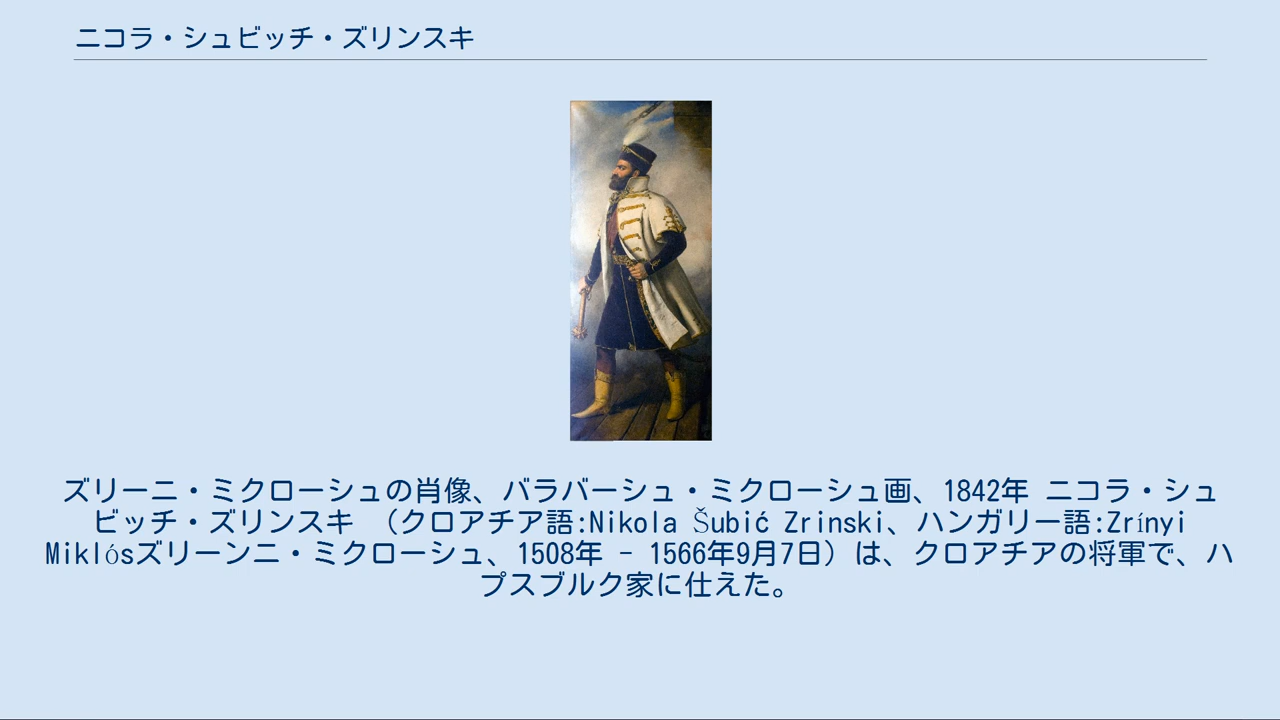 ニコラ・シュビッチ・ズリンスキ
ズリーニ・ミクローシュの肖像、バラバーシュ・ミクローシュ画、1842年 ニコラ・シュ
ビッチ・ズリンスキ （クロアチア語:Nikola Šubić Zrinski、ハンガリー語:Zrínyi
Miklósズリーンニ・ミクローシュ、1508年 - 1566年9月7日）は、クロアチアの将軍で、ハ
プスブルク家に仕えた。